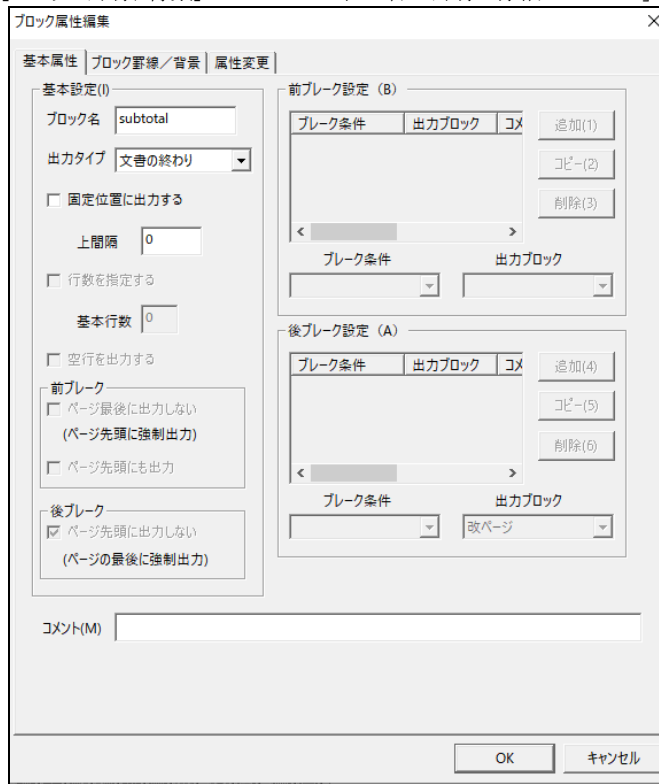 ブロック属性編集
基本属性 ブロック罫線／背景 属性変更
基本設定(I)
ブロック名 subtotal
出力タイプ 文書の終わり
固定位置に出力する
上間隔 0
行数を指定する
基本行数 0
空行を出力する
前ブレーク
ページ最後に出力しない
(ページ先頭に強制出力)
ページ先頭にも出力
後ブレーク
ページ先頭に出力しない
(ページの最後に強制出力)
前ブレーク設定（B）
ブレーク条件 出力ブロック コメ
追加(1)
コピー(2)
削除(3)
ブレーク条件 出力ブロック
後ブレーク設定（A）
ブレーク条件 出力ブロック コメ
追加(4)
コピー(5)
削除(6)
ブレーク条件 出力ブロック
改ページ
コメント(M)
OK キャンセル